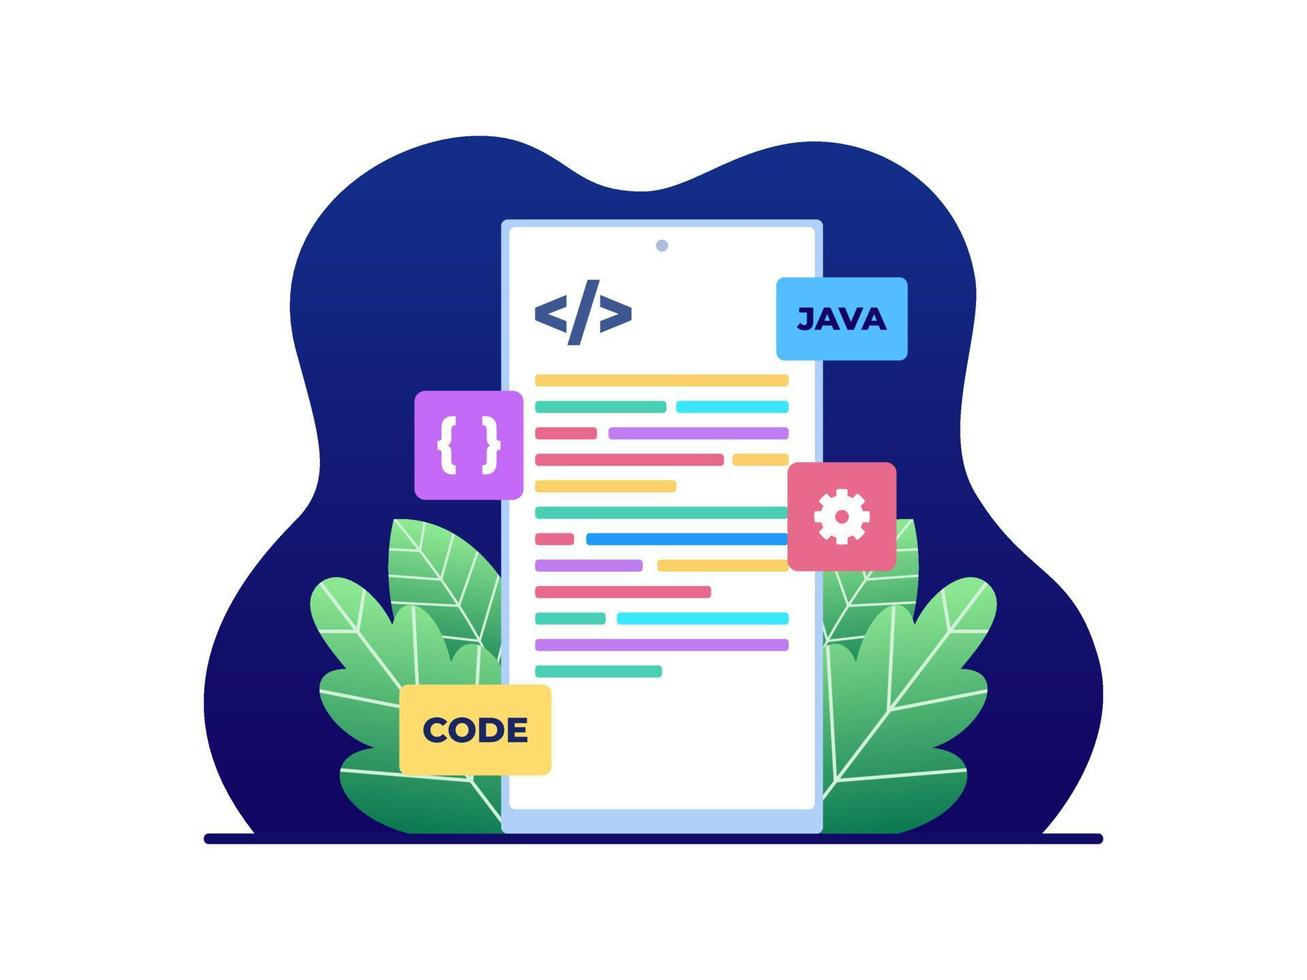 </>
JAVA
{ }
CODE